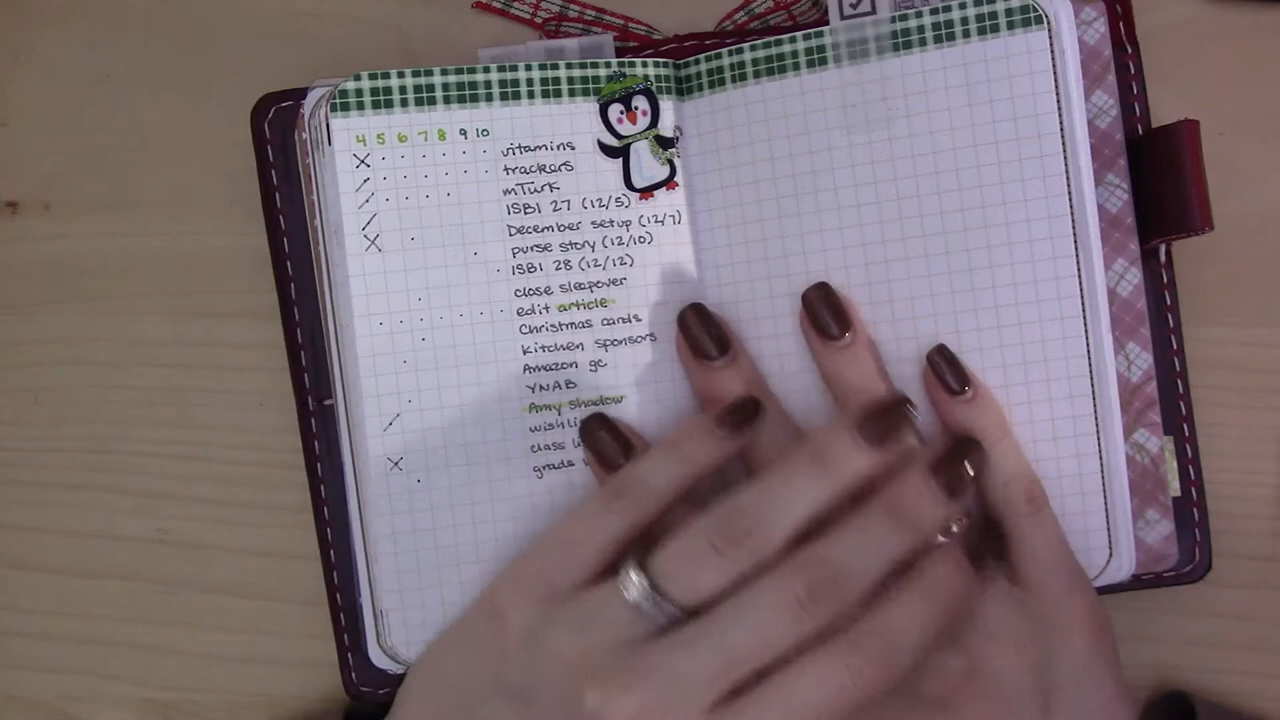 4 5 6 7 8 9 10
vitamins
trackers
mTurk
ISBI 27 (12/5)
December setup (12/7)
purse story (12/10)
ISBI 28 (12/12)
close sleepover
edit article
Christmas cards
Kitchen sponsors
Amazon gc
YNAB
Amy shadow
class
grade